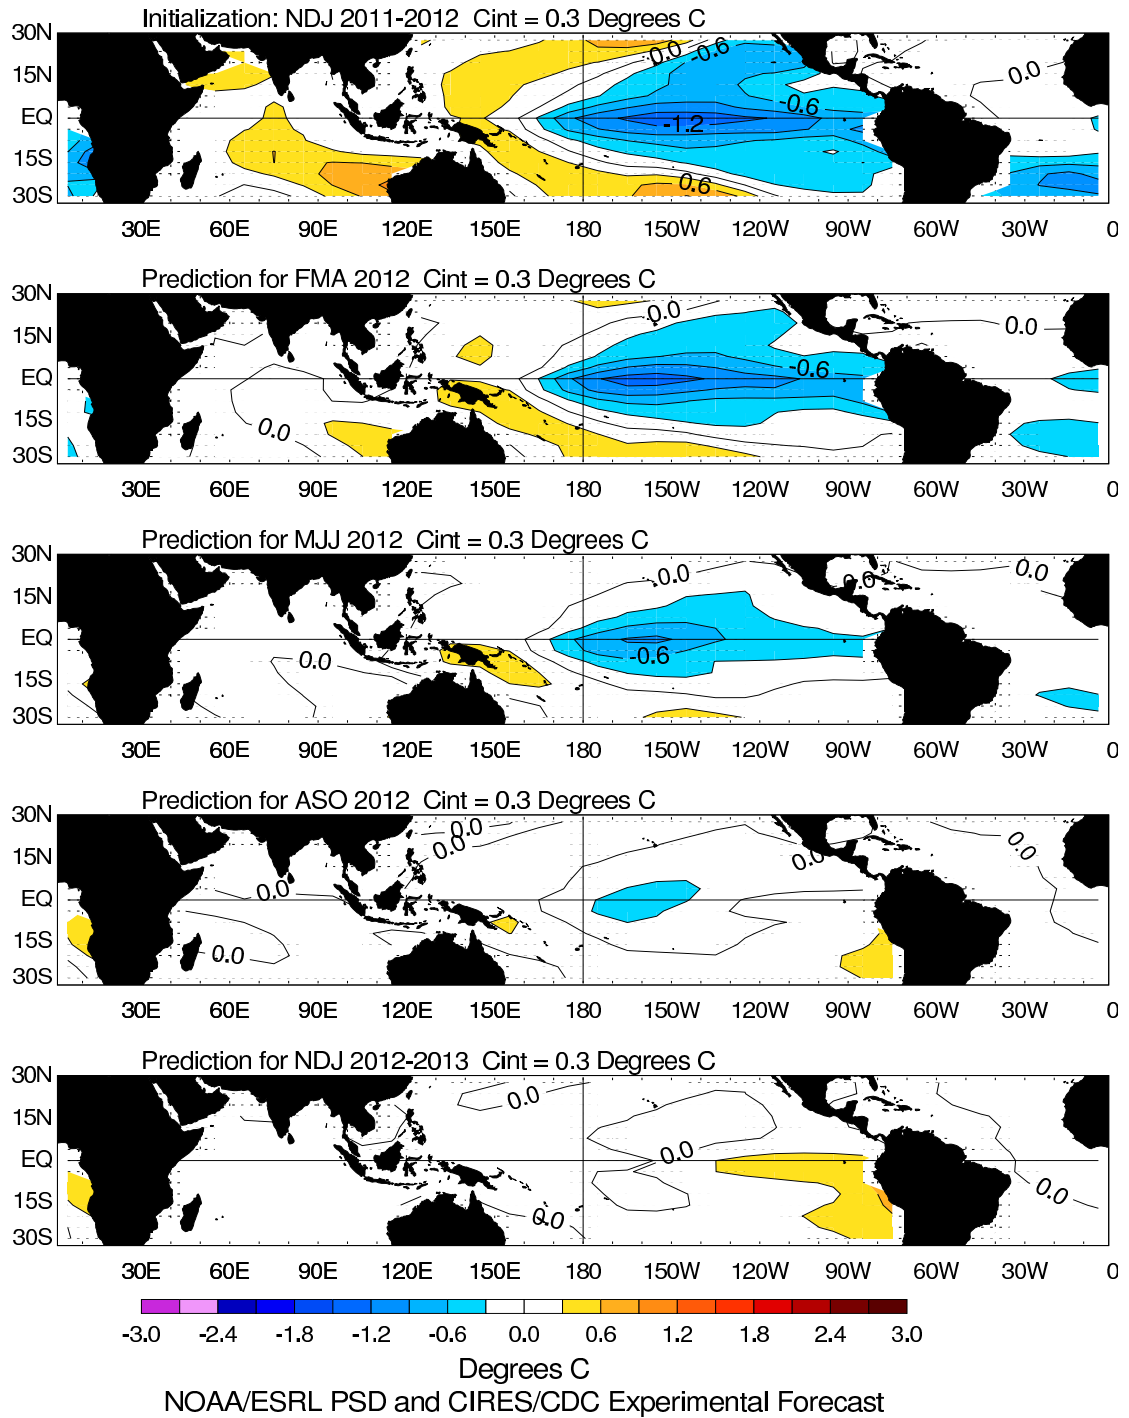 Initialization: NDJ 2011-2012 Cint = 0.3 Degrees C
30N
15N
EQ
15S
30S
0.0
-0.6
-0.6
-1.2
0.6
0.0
30E 60E 90E 120E 150E 180 150W 120W 90W 60W 30W 0
Prediction for FMA 2012 Cint = 0.3 Degrees C
30N
15N
EQ
15S
30S
0.0
0.0
-0.6
0.0
30E 60E 90E 120E 150E 180 150W 120W 90W 60W 30W 0
Prediction for MJJ 2012 Cint = 0.3 Degrees C
30N
15N
EQ
15S
30S
0.0
0.0
0.0
0.0
-0.6
30E 60E 90E 120E 150E 180 150W 120W 90W 60W 30W 0
Prediction for ASO 2012 Cint = 0.3 Degrees C
30N
15N
EQ
15S
30S
0.0
0.0
0.0
0.0
0.0
0.0
30E 60E 90E 120E 150E 180 150W 120W 90W 60W 30W 0
Prediction for NDJ 2012-2013 Cint = 0.3 Degrees C
30N
15N
EQ
15S
30S
0.0
0.0
0.0
0.0
30E 60E 90E 120E 150E 180 150W 120W 90W 60W 30W 0
-3.0 -2.4 -1.8 -1.2 -0.6 0.0 0.6 1.2 1.8 2.4 3.0
Degrees C
NOAA/ESRL PSD and CIRES/CDC Experimental Forecast